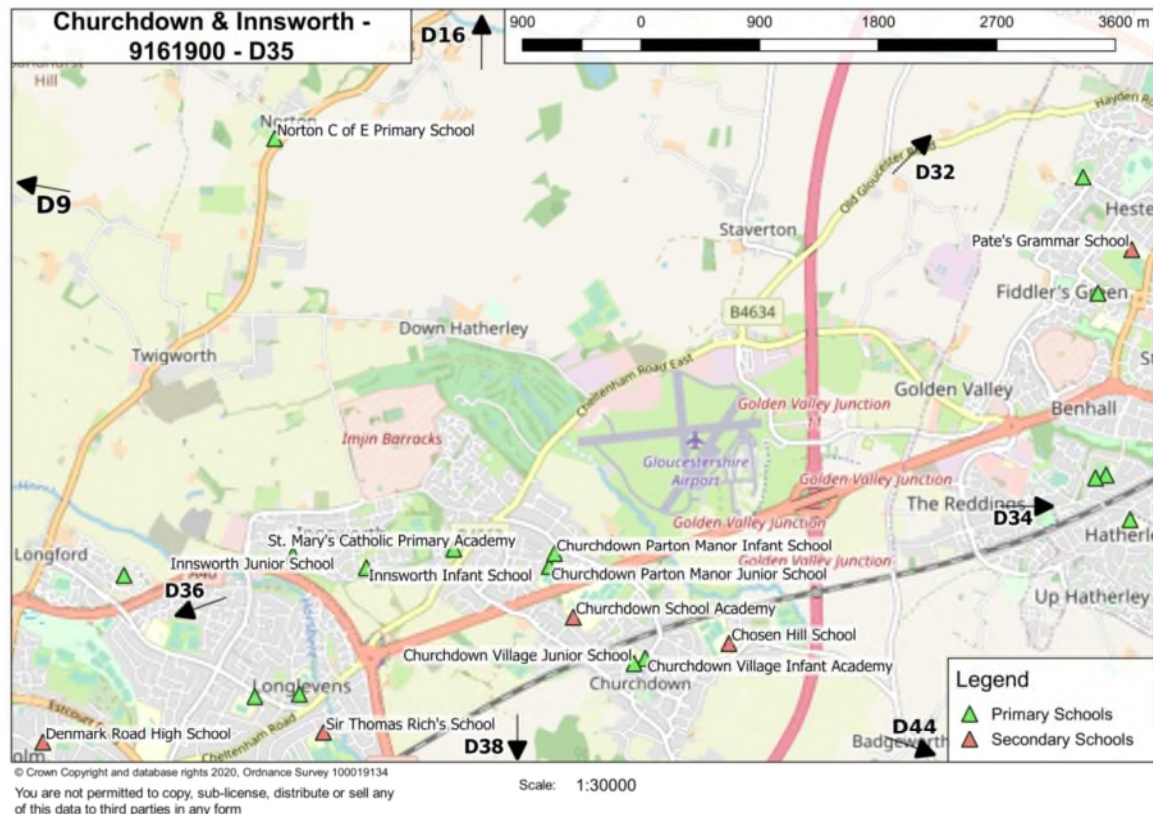 Churchdown & Innsworth -
9161900 - D35
D16
900 0 900 1800 2700 3600 m
Hill
Norton
Norton C of E Primary School
Hayden
D9
Old Gloucester Road
D32
Staverton
Pate's Grammar School
Fiddler's Green
B4634
Down Hatherley
Twigworth
Cheltenham Road East
Golden Valley
Golden Valley Junction
11
Benhall
Imjin Barracks
Gloucestershire
Airport
Golden Valley Junction
The Reddings
D34
Golden Valley Junction
Hatherle
Longford
St. Mary's Catholic Primary Academy
Innsworth Junior School
Innsworth Infant School
Churchdown Parton Manor Infant School
Golden Valley Junction
Churchdown Parton Manor Junior School
D36
Churchdown School Academy
Up Hatherley
Chosen Hill School
Churchdown Village Junior School
Churchdown Village Infant Academy
Churchdown
Longlevens
Legend
Primary Schools
Secondary Schools
Denmark Road High School
Sir Thomas Rich's School
Cheltenham Road
D38
D44
Badgeworth
© Crown Copyright and database rights 2020, Ordnance Survey 100019134
Scale: 1:30000
You are not permitted to copy, sub-license, distribute or sell any
of this data to third parties in any form